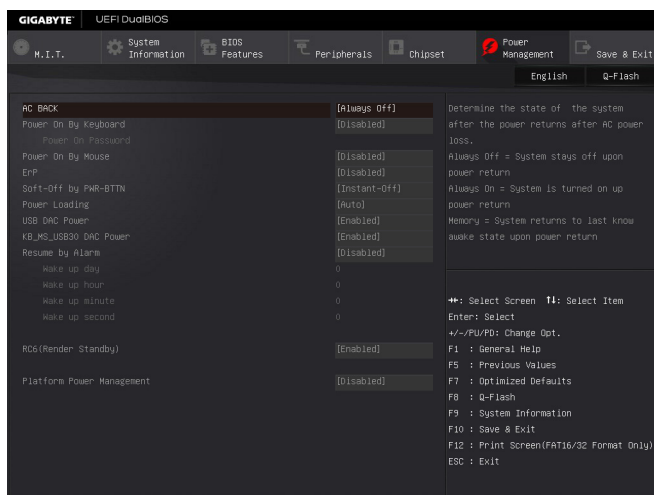 GIGABYTE™ UEFI DualBIOS
M.I.T.
System Information
BIOS Features
Peripherals
Chipset
Power Management
Save & Exit
English Q-Flash
AC BACK [Always Off]
Power On By Keyboard [Disabled]
Power On Password
Power On By Mouse [Disabled]
ErP [Disabled]
Soft-Off by PWR-BTTN [Instant-Off]
Power Loading [Auto]
USB DAC Power [Enabled]
KB_MS_USB30 DAC Power [Enabled]
Resume by Alarm [Disabled]
Wake up day 0
Wake up hour 0
Wake up minute 0
Wake up second 0
RC6(Render Standby) [Enabled]
Platform Power Management [Disabled]
Determine the state of the system
after the power returns after AC power
loss.
Always Off = System stays off upon
power return
Always On = System is turned on up
power return
Memory = System returns to last know
awake state upon power return
→←: Select Screen ↑↓: Select Item
Enter: Select
+/-/PU/PD: Change Opt.
F1 : General Help
F5 : Previous Values
F7 : Optimized Defaults
F8 : Q-Flash
F9 : System Information
F10 : Save & Exit
F12 : Print Screen(FAT16/32 Format Only)
ESC : Exit